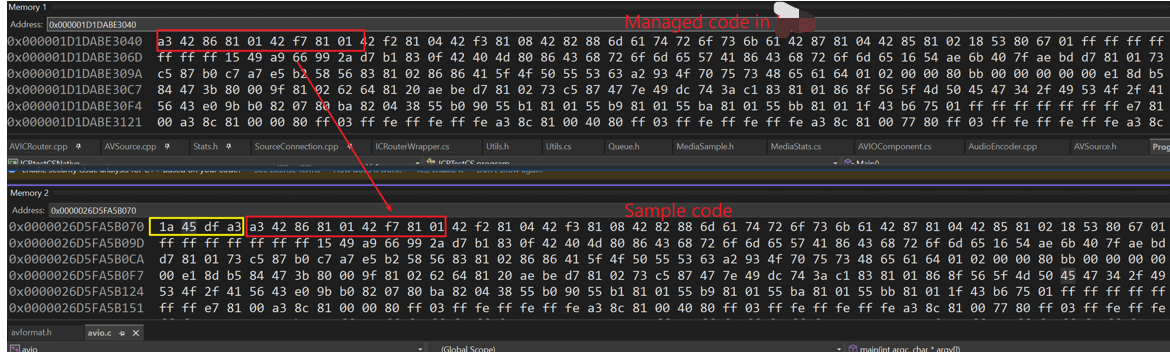 Memory 1
Address: 0x000001D1DABE3040
Managed code in
0x000001D1DABE3040 a3 42 86 81 01 42 f7 81 01 42 f2 81 04 42 f3 81 08 42 82 88 6d 61 74 72 6f 73 6b 61 42 87 81 04 42 85 81 02 18 53 80 67 01 ff ff ff ff
0x000001D1DABE306D ff ff ff 15 49 a9 66 99 2a d7 b1 83 0f 42 40 4d 80 86 43 68 72 6f 6d 65 57 41 86 43 68 72 6f 6d 65 16 54 ae 6b 40 7f ae bd d7 81 01 73
0x000001D1DABE309A c5 87 b0 c7 a7 e5 b2 58 56 83 81 02 86 86 41 5f 4f 50 55 53 63 a2 93 4f 70 75 73 48 65 61 64 01 02 00 00 80 bb 00 00 00 00 00 e1 8d b5
0x000001D1DABE30C7 84 47 3b 80 00 9f 81 02 62 64 81 20 ae be d7 81 02 73 c5 87 47 7e 49 dc 74 3a c1 83 81 01 86 8f 56 5f 4d 50 45 47 34 2f 49 53 4f 2f 41
0x000001D1DABE30F4 56 43 e0 9b b0 82 07 80 ba 82 04 38 55 b0 90 55 b1 81 01 55 b9 81 01 55 ba 81 01 55 bb 81 01 1f 43 b6 75 01 ff ff ff ff ff ff ff e7 81
0x000001D1DABE3121 00 a3 8c 81 00 00 80 ff 03 ff fe ff fe ff fe a3 8c 81 00 40 80 ff 03 ff fe ff fe ff fe a3 8c 81 00 77 80 ff 03 ff fe ff fe ff fe a3 8c
AVICRouter.cpp AVSource.cpp Stats.h SourceConnection.cpp ICRouterWrapper.cs Utils.h Utils.cs Queue.h MediaSample.h MediaStats.cs AVIOComponent.cs AudioEncoder.cpp AVSource.h Prog
Memory 2
Address: 0x0000026D5FA5B070
Sample code
0x0000026D5FA5B070 1a 45 df a3 a3 42 86 81 01 42 f7 81 01 42 f2 81 04 42 f3 81 08 42 82 88 6d 61 74 72 6f 73 6b 61 42 87 81 04 42 85 81 02 18 53 80 67 01
0x0000026D5FA5B09D ff ff ff ff ff ff ff 15 49 a9 66 99 2a d7 b1 83 0f 42 40 4d 80 86 43 68 72 6f 6d 65 57 41 86 43 68 72 6f 6d 65 16 54 ae 6b 40 7f ae bd
0x0000026D5FA5B0CA d7 81 01 73 c5 87 b0 c7 a7 e5 b2 58 56 83 81 02 86 86 41 5f 4f 50 55 53 63 a2 93 4f 70 75 73 48 65 61 64 01 02 00 00 80 bb 00 00 00 00
0x0000026D5FA5B0F7 00 e1 8d b5 84 47 3b 80 00 9f 81 02 62 64 81 20 ae be d7 81 02 73 c5 87 47 7e 49 dc 74 3a c1 83 81 01 86 8f 56 5f 4d 50 45 47 34 2f 49
0x0000026D5FA5B124 53 4f 2f 41 56 43 e0 9b b0 82 07 80 ba 82 04 38 55 b0 90 55 b1 81 01 55 b9 81 01 55 ba 81 01 55 bb 81 01 1f 43 b6 75 01 ff ff ff ff ff
0x0000026D5FA5B151 ff ff e7 81 00 a3 8c 81 00 00 80 ff 03 ff fe ff fe ff fe a3 8c 81 00 40 80 ff 03 ff fe ff fe ff fe a3 8c 81 00 77 80 ff 03 ff fe ff fe
avformat.h avio.c
avio (Global Scope) main(int argc, char * argv[])